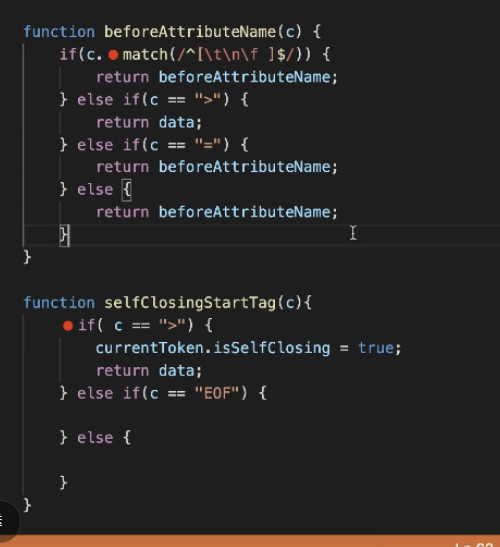 function beforeAttributeName(c) {
    if(c. match(/^[\t\n\f ]$/)) {
        return beforeAttributeName;
    } else if(c == ">") {
        return data;
    } else if(c == "=") {
        return beforeAttributeName;
    } else {
        return beforeAttributeName;
    }
}
function selfClosingStartTag(c){
    if( c == ">") {
        currentToken.isSelfClosing = true;
        return data;
    } else if(c == "EOF") {
    } else {
    }
}